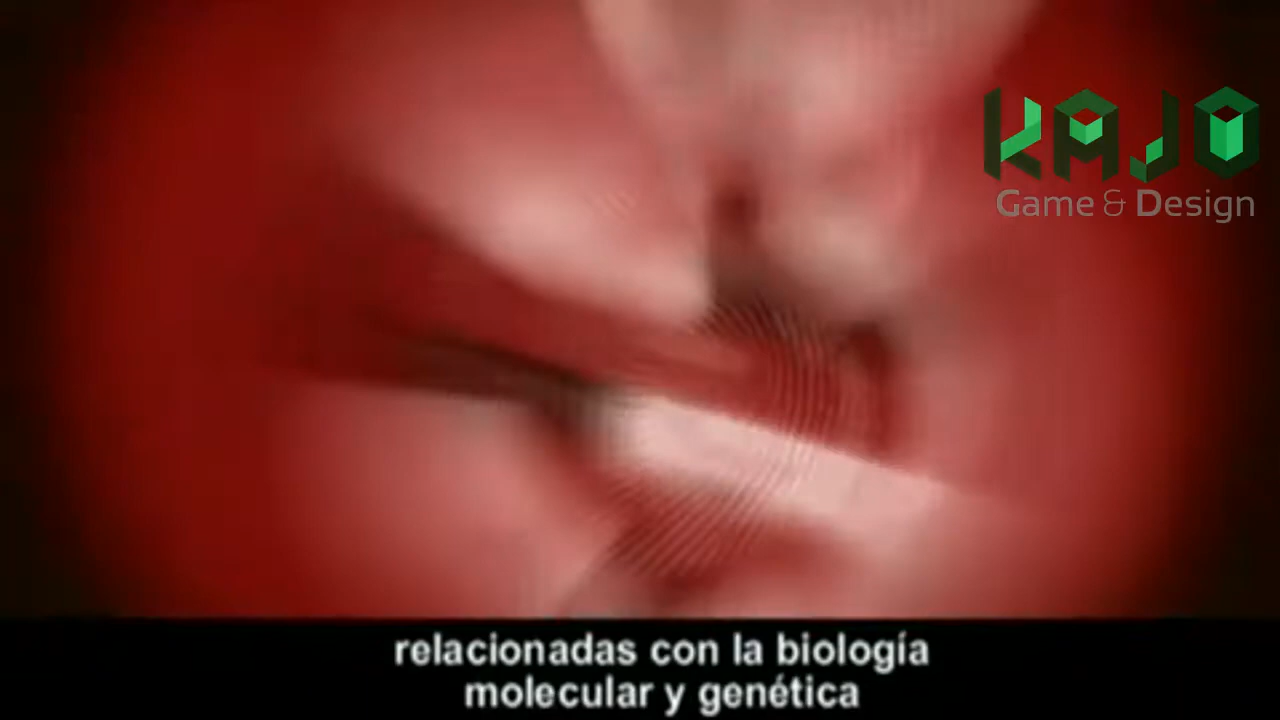 KAJO
Game & Design
relacionadas con la biología
molecular y genética